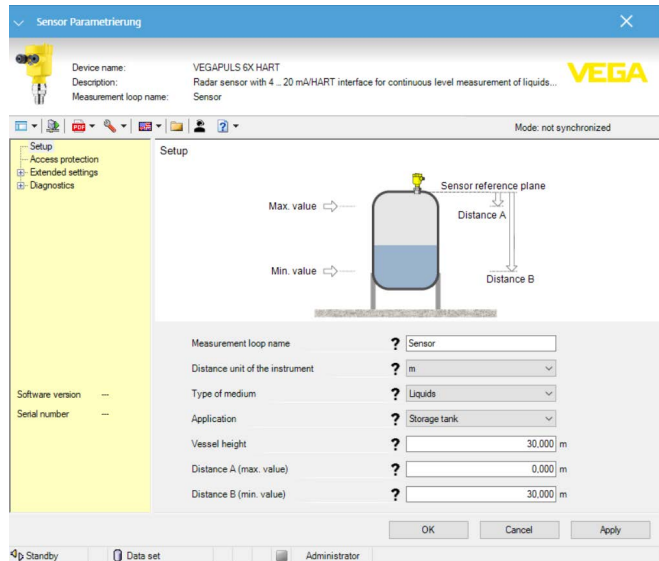 Sensor Parametrierung
Device name: VEGAPULS 6X HART
Description: Radar sensor with 4 .. 20 mA/HART interface for continuous level measurement of liquids...
Measurement loop name: Sensor
VEGA
PDF
Mode: not synchronized
Setup
Access protection
Extended settings
Diagnostics
Software version ---
Serial number ---
Setup
Sensor reference plane
Max. value
Distance A
Min. value
Distance B
Measurement loop name ? Sensor
Distance unit of the instrument ? m
Type of medium ? Liquids
Application ? Storage tank
Vessel height ? 30,000 m
Distance A (max. value) ? 0,000 m
Distance B (min. value) ? 30,000 m
OK Cancel Apply
Standby Data set Administrator